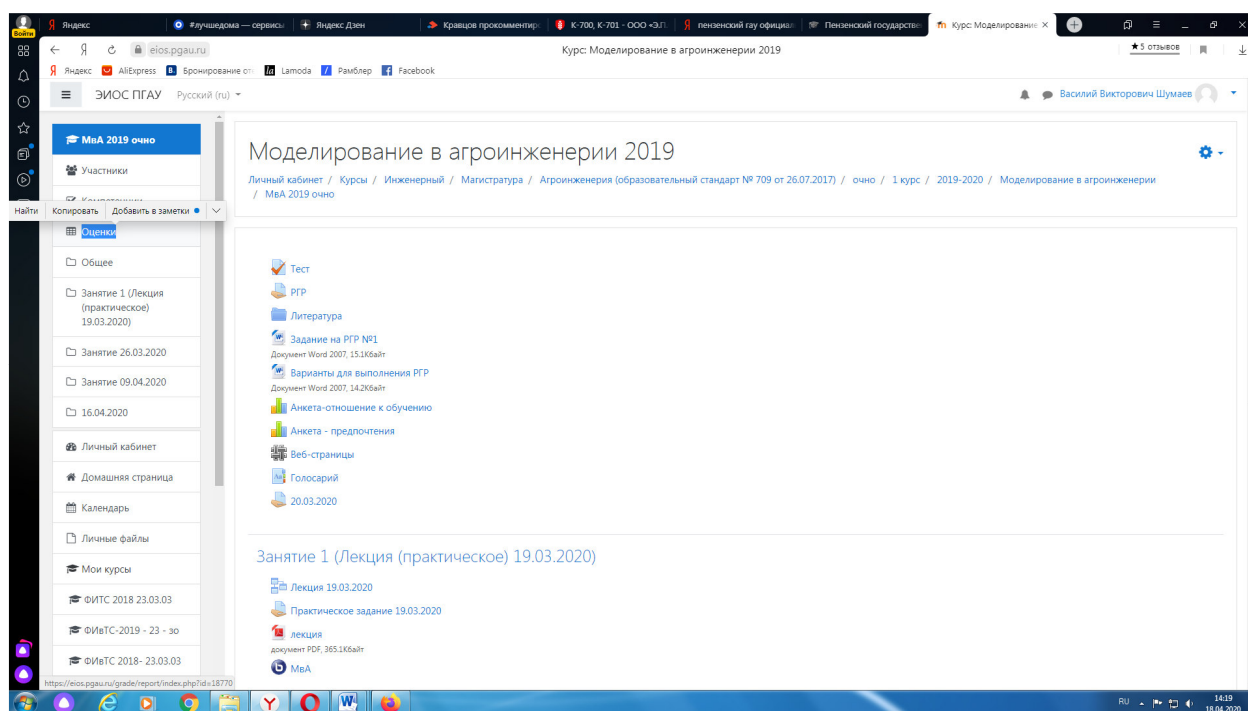 Яндекс
#лучшедома — сервисы
Яндекс Дзен
Кравцов прокомментир
К-700, К-701 - ООО «Э.П.
пензенский гау официал
Пензенский государстве
Курс: Моделирование
Войти
eios.pgau.ru
Курс: Моделирование в агроинженерии 2019
★ 5 отзывов
Яндекс
AliExpress
Бронирование от
Lamoda
Рамблер
Facebook
ЭИОС ПГАУ
Русский (ru)
Василий Викторович Шумаев
МвА 2019 очно
Участники
Компетенции
Найти
Копировать
Добавить в заметки
Оценки
Общее
Занятие 1 (Лекция
(практическое)
19.03.2020)
Занятие 26.03.2020
Занятие 09.04.2020
16.04.2020
Личный кабинет
Домашняя страница
Календарь
Личные файлы
Мои курсы
ФИТС 2018 23.03.03
ФИвТС-2019 - 23 - зо
ФИвТС 2018- 23.03.03
https://eios.pgau.ru/grade/report/index.php?id=18770
Моделирование в агроинженерии 2019
Личный кабинет / Курсы / Инженерный / Магистратура / Агроинженерия (образовательный стандарт № 709 от 26.07.2017) / очно / 1 курс / 2019-2020 / Моделирование в агроинженерии
/ МвА 2019 очно
Тест
РГР
Литература
Задание на РГР №1
Документ Word 2007, 15.1Кбайт
Варианты для выполнения РГР
Документ Word 2007, 14.2Кбайт
Анкета-отношение к обучению
Анкета - предпочтения
Веб-страницы
Голосарий
20.03.2020
Занятие 1 (Лекция (практическое) 19.03.2020)
Лекция 19.03.2020
Практическое задание 19.03.2020
лекция
документ PDF, 365.1Кбайт
МвА
RU
14:19
18.04.2020